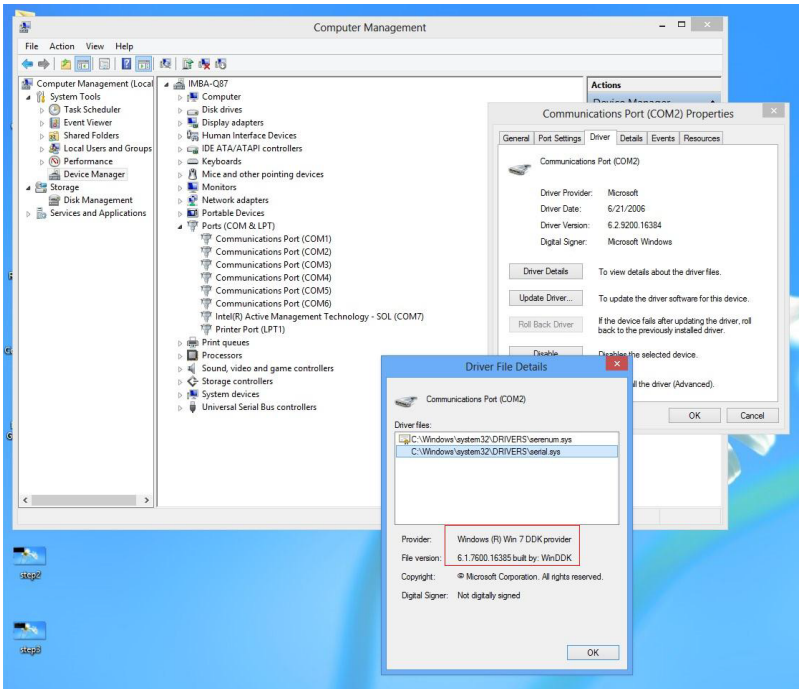 Computer Management
File Action View Help
Computer Management (Local
System Tools
Task Scheduler
Event Viewer
Shared Folders
Local Users and Groups
Performance
Device Manager
Storage
Disk Management
Services and Applications
IMBA-Q87
Computer
Disk drives
Display adapters
Human Interface Devices
IDE ATA/ATAPI controllers
Keyboards
Mice and other pointing devices
Monitors
Network adapters
Portable Devices
Ports (COM & LPT)
Communications Port (COM1)
Communications Port (COM2)
Communications Port (COM3)
Communications Port (COM4)
Communications Port (COM5)
Communications Port (COM6)
Intel(R) Active Management Technology - SOL (COM7)
Printer Port (LPT1)
Print queues
Processors
Sound, video and game controllers
Storage controllers
System devices
Universal Serial Bus controllers
Actions
Device Manager
Communications Port (COM2) Properties
General Port Settings Driver Details Events Resources
Communications Port (COM2)
Driver Provider: Microsoft
Driver Date: 6/21/2006
Driver Version: 6.2.9200.16384
Digital Signer: Microsoft Windows
Driver Details To view details about the driver files.
Update Driver... To update the driver software for this device.
Roll Back Driver If the device fails after updating the driver, roll
back to the previously installed driver.
Disable Disables the selected device.
the driver (Advanced).
OK Cancel
Driver File Details
Communications Port (COM2)
Driver files:
C:\Windows\system32\DRIVERS\serenum.sys
C:\Windows\system32\DRIVERS\serial.sys
Provider: Windows (R) Win 7 DDK provider
File version: 6.1.7600.16385 built by: WinDDK
Copyright: © Microsoft Corporation. All rights reserved.
Digital Signer: Not digitally signed
OK
step2
step3